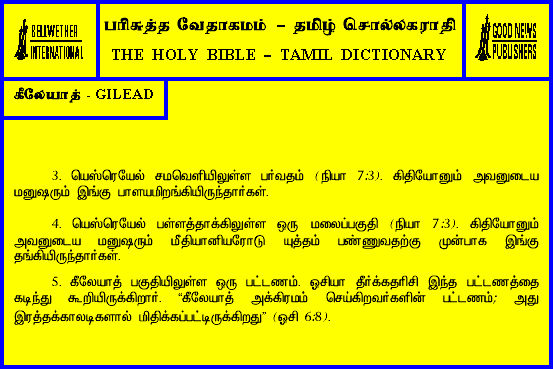 BELLWETHER
INTERNATIONAL
பரிசுத்த வேதாகமம் – தமிழ் சொல்லகராதி
THE HOLY BIBLE – TAMIL DICTIONARY
GOOD NEWS
PUBLISHERS
கீலேயாத் - GILEAD
3. யெஸ்ரெயேல் சமவெளியிலுள்ள பர்வதம் (நியா 7:3). கிதியோனும் அவனுடைய
மனுஷரும் இங்கு பாளயமிறங்கியிருந்தார்கள்.
4. யெஸ்ரெயேல் பள்ளத்தாக்கிலுள்ள ஒரு மலைப்பகுதி (நியா 7:3). கிதியோனும்
அவனுடைய மனுஷரும் மீதியானியரோடு யுத்தம் பண்ணுவதற்கு முன்பாக இங்கு
தங்கியிருந்தார்கள்.
5. கீலேயாத் பகுதியிலுள்ள ஒரு பட்டணம். ஓசியா தீர்க்கதரிசி இந்த பட்டணத்தை
கடிந்து கூறியிருக்கிறார். “கீலேயாத் அக்கிரமம் செய்கிறவர்களின் பட்டணம்; அது
இரத்தக்காலடிகளால் மிதிக்கப்பட்டிருக்கிறது” (ஓசி 6:8).